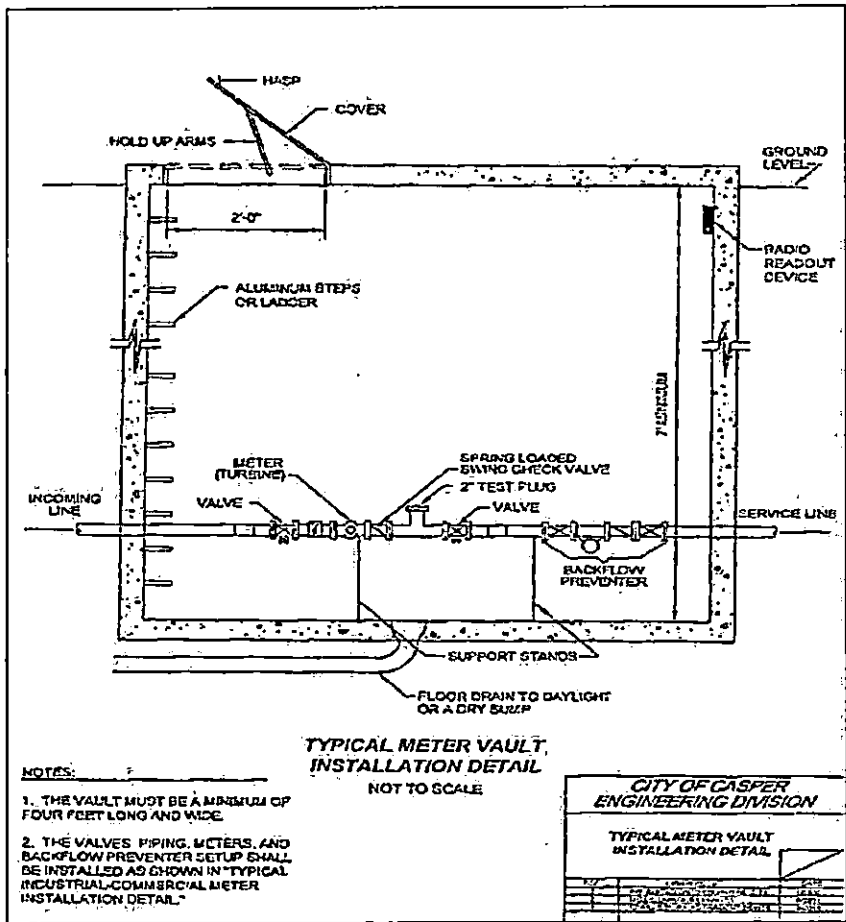 HASP
COVER
HOLD UP ARMS
GROUND
LEVEL
2'-0"
RADIO
READOUT
DEVICE
ALUMINUM STEPS
OR LADDER
7' MINIMUM
METER
(TURBINE)
SPRING LOADED
SWING CHECK VALVE
2" TEST PLUG
INCOMING
LINE
VALVE
VALVE
SERVICE LINE
BACKFLOW
PREVENTER
SUPPORT STANDS
FLOOR DRAIN TO DAYLIGHT
OR A DRY SUMP
TYPICAL METER VAULT
INSTALLATION DETAIL
NOT TO SCALE
NOTES:
1. THE VAULT MUST BE A MINIMUM OF
FOUR FEET LONG AND WIDE.
2. THE VALVES, PIPING, METERS, AND
BACKFLOW PREVENTER SETUP SHALL
BE INSTALLED AS SHOWN IN "TYPICAL
INDUSTRIAL-COMMERCIAL METER
INSTALLATION DETAIL"
CITY OF CASPER
ENGINEERING DIVISION
TYPICAL METER VAULT
INSTALLATION DETAIL